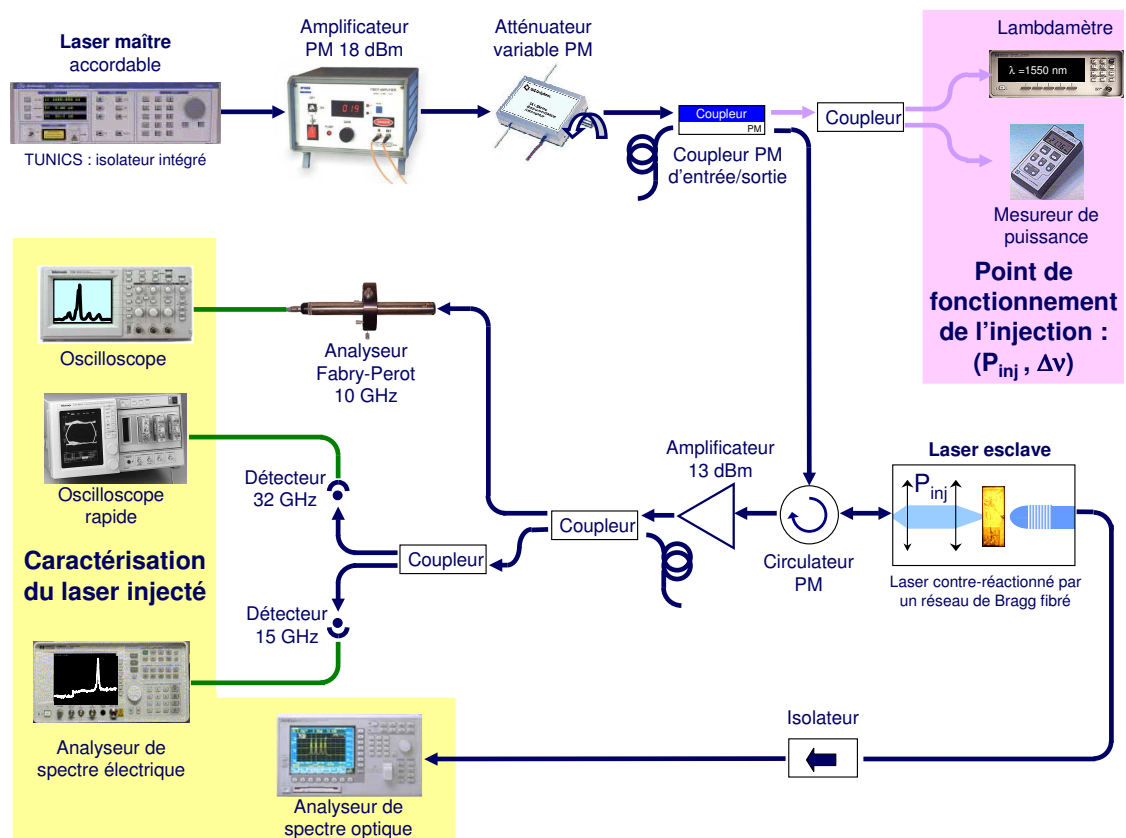 Laser maître
accordable
TUNICS : isolateur intégré
Amplificateur
PM 18 dBm
Atténuateur
variable PM
Coupleur
PM
Coupleur PM
d'entrée/sortie
Coupleur
Lambdamètre
λ =1550 nm
Mesureur de
puissance
Point de
fonctionnement
de l'injection :
(Pinj , Δν)
Oscilloscope
Analyseur
Fabry-Perot
10 GHz
Oscilloscope
rapide
Détecteur
32 GHz
Caractérisation
du laser injecté
Détecteur
15 GHz
Coupleur
Coupleur
Amplificateur
13 dBm
Circulateur
PM
Laser esclave
Pinj
Laser contre-réactionné par
un réseau de Bragg fibré
Isolateur
Analyseur de
spectre électrique
Analyseur de
spectre optique